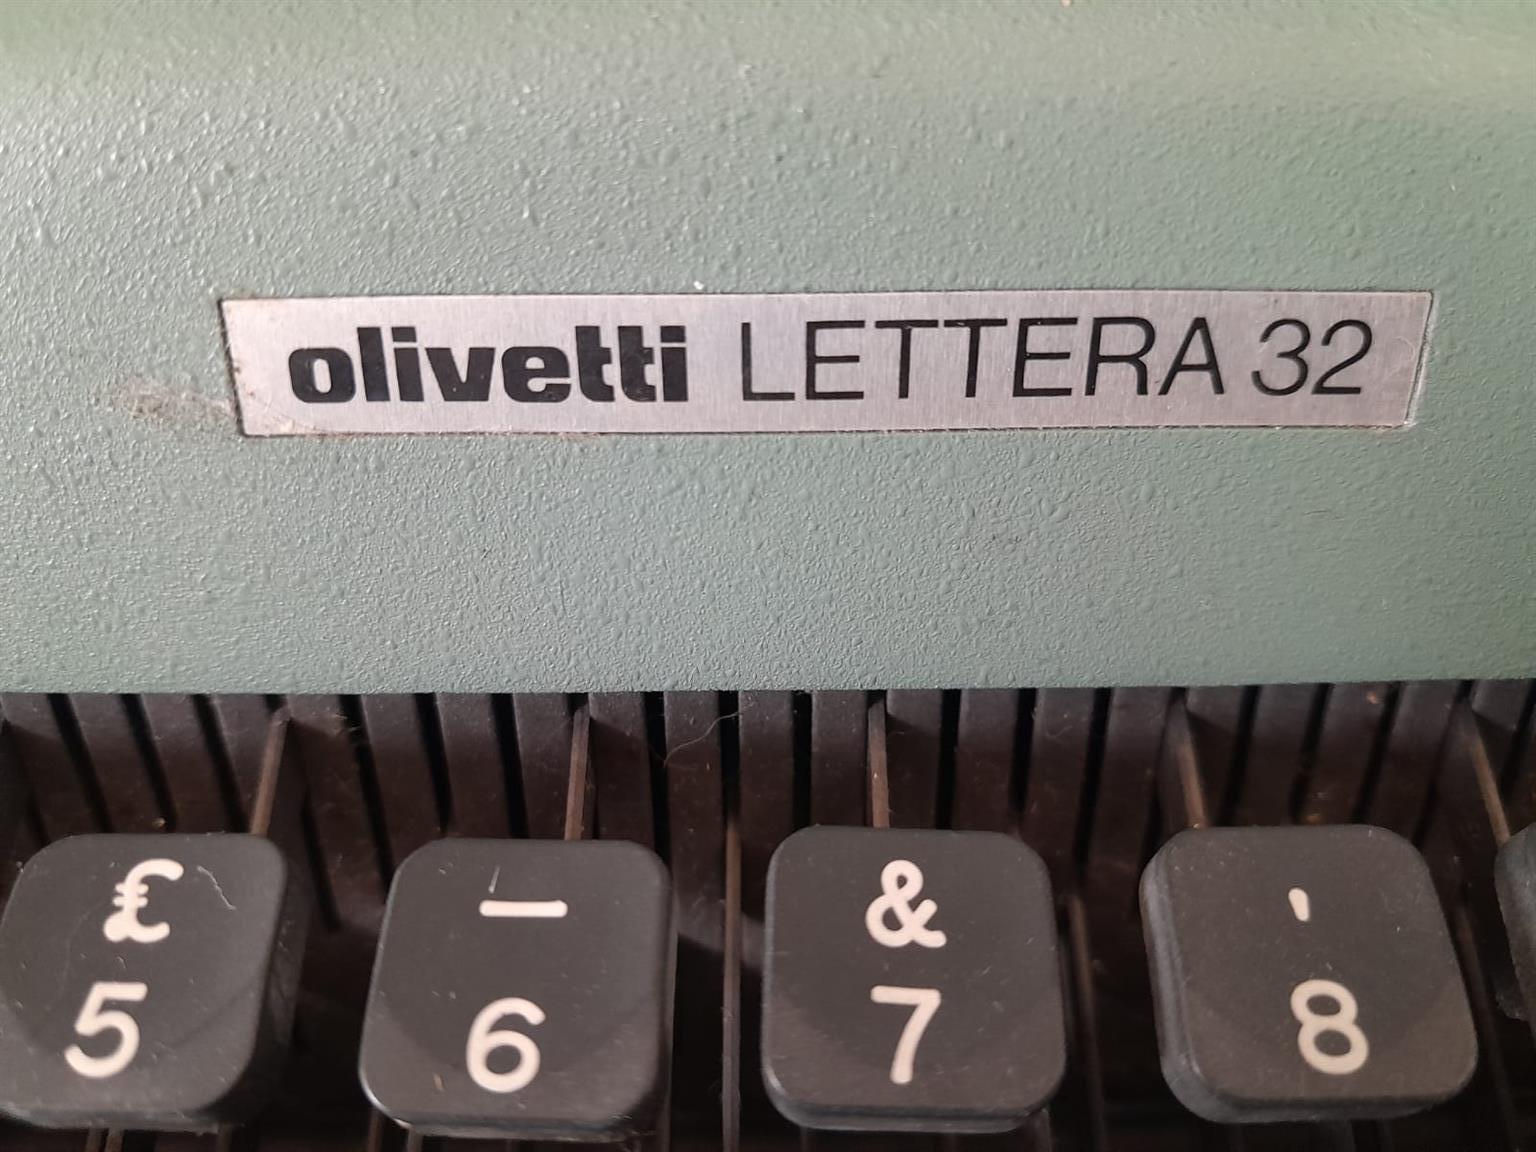 olivetti LETTERA 32
£ _ & '
5 6 7 8